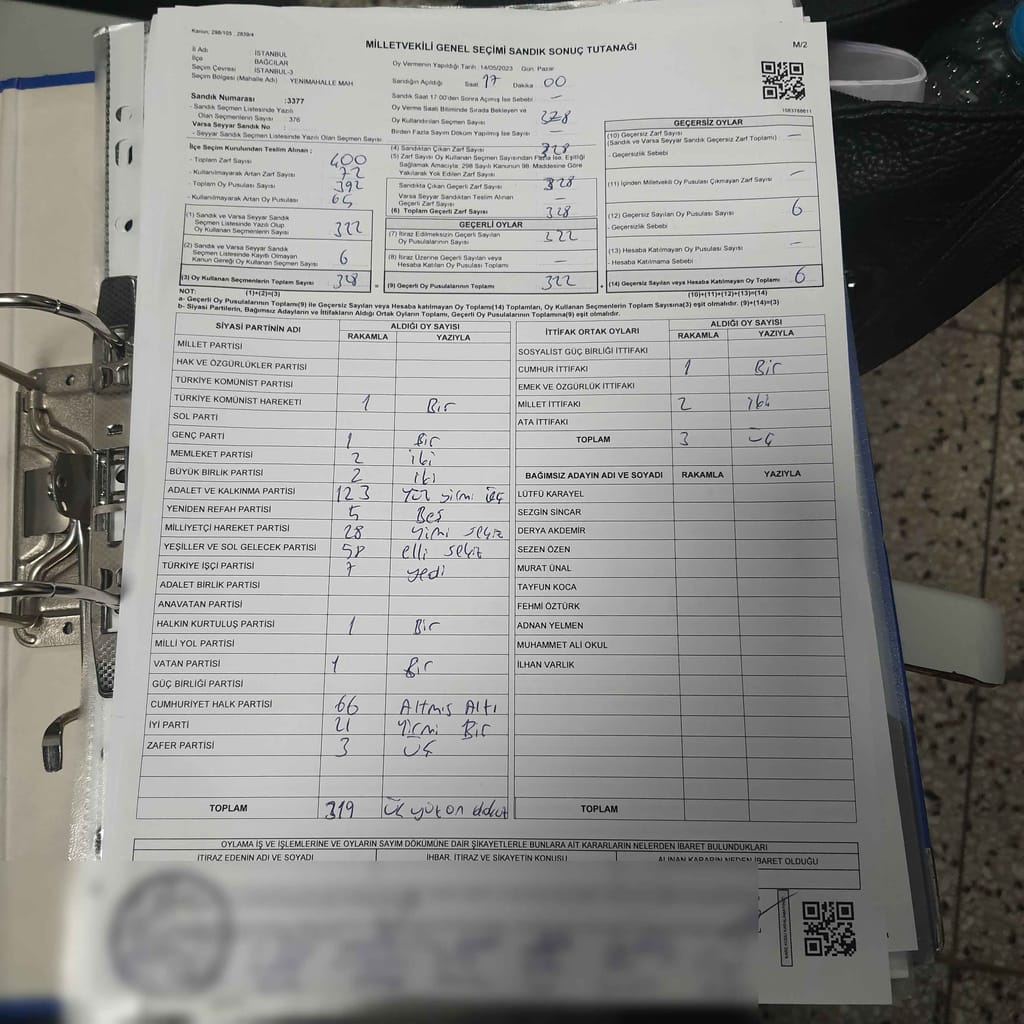 Kanun: 298/105 , 2839/4
MİLLETVEKİLİ GENEL SEÇİMİ SANDIK SONUÇ TUTANAĞI
M/2
İl Adı : İSTANBUL
İlçe : BAĞCILAR
Seçim Çevresi : İSTANBUL-3
Seçim Bölgesi (Mahalle Adı) YENİMAHALLE MAH.
Sandık Numarası : 3377
- Sandık Seçmen Listesinde Yazılı
Olan Seçmenlerin Sayısı : 376
Varsa Seyyar Sandık No :
- Seyyar Sandık Seçmen Listesinde Yazılı Olan Seçmen Sayısı
Oy Vermenin Yapıldığı Tarih :14/05/2023 Gün: Pazar
Sandığın Açıldığı Saat 17 Dakika 00
Sandık Saat 17:00'den Sonra Açılmış İse Sebebi —
Oy Verme Saati Bitiminde Sırada Bekleyen ve
Oy Kullandırılan Seçmen Sayısı 328
Birden Fazla Sayım Döküm Yapılmış İse Sayısı —
İlçe Seçim Kurulundan Teslim Alınan ;
- Toplam Zarf Sayısı 400
- Kullanılmayarak Artan Zarf Sayısı 72
- Toplam Oy Pusulası Sayısı 392
- Kullanılmayarak Artan Oy Pusulası 65
(1) Sandık ve Varsa Seyyar Sandık
Seçmen Listesinde Yazılı Olup
Oy Kullanan Seçmenlerin Sayısı 322
(2) Sandık ve Varsa Seyyar Sandık
Seçmen Listesinde Kaydı Olmayan
Kanun Gereği Oy Kullanan Seçmen Sayısı 6
(3) Oy Kullanan Seçmenlerin Toplam Sayısı 328 =
(4) Sandıktan Çıkan Zarf Sayısı 328
(5) Zarf Sayısı Oy Kullanan Seçmen Sayısından Fazla İse, Eşitliği
Sağlamak Amacıyla; 298 Sayılı Kanunun 98. Maddesine Göre
Yakılarak Yok Edilen Zarf Sayısı
Sandıkta Çıkan Geçerli Zarf Sayısı 328
Varsa Seyyar Sandıktan Teslim Alınan
Geçerli Zarf Sayısı —
(6) Toplam Geçerli Zarf Sayısı 328
GEÇERLİ OYLAR
(7) İtiraz Edilmeksizin Geçerli Sayılan
Oy Pusulalarının Sayısı 322
(8) İtiraz Üzerine Geçerli Sayılan veya
Hesaba Katılan Oy Pusulaları Toplamı —
(9) Geçerli Oy Pusulalarının Toplamı 322 +
1583788611
GEÇERSİZ OYLAR
(10) Geçersiz Zarf Sayısı —
(Sandık ve Varsa Seyyar Sandık Geçersiz Zarf Toplamı) :
- Geçersizlik Sebebi
(11) İçinden Milletvekili Oy Pusulası Çıkmayan Zarf Sayısı —
(12) Geçersiz Sayılan Oy Pusulası Sayısı 6
- Geçersizlik Sebebi
(13) Hesaba Katılmayan Oy Pusulası Sayısı —
- Hesaba Katılmama Sebebi
(14) Geçersiz Sayılan veya Hesaba Katılmayan Oy Toplamı 6
NOT: (1)+(2)=(3)
(10)+(11)+(12)+(13)=(14)
a- Geçerli Oy Pusulalarının Toplamı(9) ile Geçersiz Sayılan veya Hesaba katılmayan Oy Toplamı(14) Toplamları, Oy Kullanan Seçmenlerin Toplam Sayısına(3) eşit olmalıdır. (9)+(14)=(3)
b- Siyasi Partilerin, Bağımsız Adayların ve İttifakların Aldığı Ortak Oyların Toplamı, Geçerli Oy Pusulalarının Toplamına(9) eşit olmalıdır.
SİYASİ PARTİNİN ADI ALDIĞI OY SAYISI
RAKAMLA YAZIYLA
MİLLET PARTİSİ
HAK VE ÖZGÜRLÜKLER PARTİSİ
TÜRKİYE KOMÜNİST PARTİSİ
TÜRKİYE KOMÜNİST HAREKETİ 1 Bir
SOL PARTİ
GENÇ PARTİ 1 Bir
MEMLEKET PARTİSİ 2 iki
BÜYÜK BİRLİK PARTİSİ 2 iki
ADALET VE KALKINMA PARTİSİ 123 Yüz yirmi üç
YENİDEN REFAH PARTİSİ 5 Beş
MİLLİYETÇİ HAREKET PARTİSİ 28 Yirmi sekiz
YEŞİLLER VE SOL GELECEK PARTİSİ 58 elli sekiz
TÜRKİYE İŞÇİ PARTİSİ 7 yedi
ADALET BİRLİK PARTİSİ
ANAVATAN PARTİSİ
HALKIN KURTULUŞ PARTİSİ 1 Bir
MİLLİ YOL PARTİSİ
VATAN PARTİSİ 1 Bir
GÜÇ BİRLİĞİ PARTİSİ
CUMHURİYET HALK PARTİSİ 66 Altmış Altı
İYİ PARTİ 21 Yirmi Bir
ZAFER PARTİSİ 3 Üç
TOPLAM 319 Üç yüz on dokuz
İTTİFAK ORTAK OYLARI ALDIĞI OY SAYISI
RAKAMLA YAZIYLA
SOSYALİST GÜÇ BİRLİĞİ İTTİFAKI
CUMHUR İTTİFAKI 1 Bir
EMEK VE ÖZGÜRLÜK İTTİFAKI
MİLLET İTTİFAKI 2 iki
ATA İTTİFAKI
TOPLAM 3 üç
BAĞIMSIZ ADAYIN ADI VE SOYADI RAKAMLA YAZIYLA
LÜTFÜ KARAYEL
SEZGİN SINCAR
DERYA AKDEMİR
SEZEN ÖZEN
MURAT ÜNAL
TAYFUN KOCA
FEHMİ ÖZTÜRK
ADNAN YELMEN
MUHAMMET ALİ OKUL
İLHAN VARLIK
TOPLAM
OYLAMA İŞ VE İŞLEMLERİNE VE OYLARIN SAYIM DÖKÜMÜNE DAİR ŞİKAYETLERLE BUNLARA AİT KARARLARIN NELERDEN İBARET BULUNDUKLARI
İTİRAZ EDENİN ADI VE SOYADI İHBAR, İTİRAZ VE ŞİKAYETİN KONUSU ALINAN KARARIN NEDEN İBARET OLDUĞU